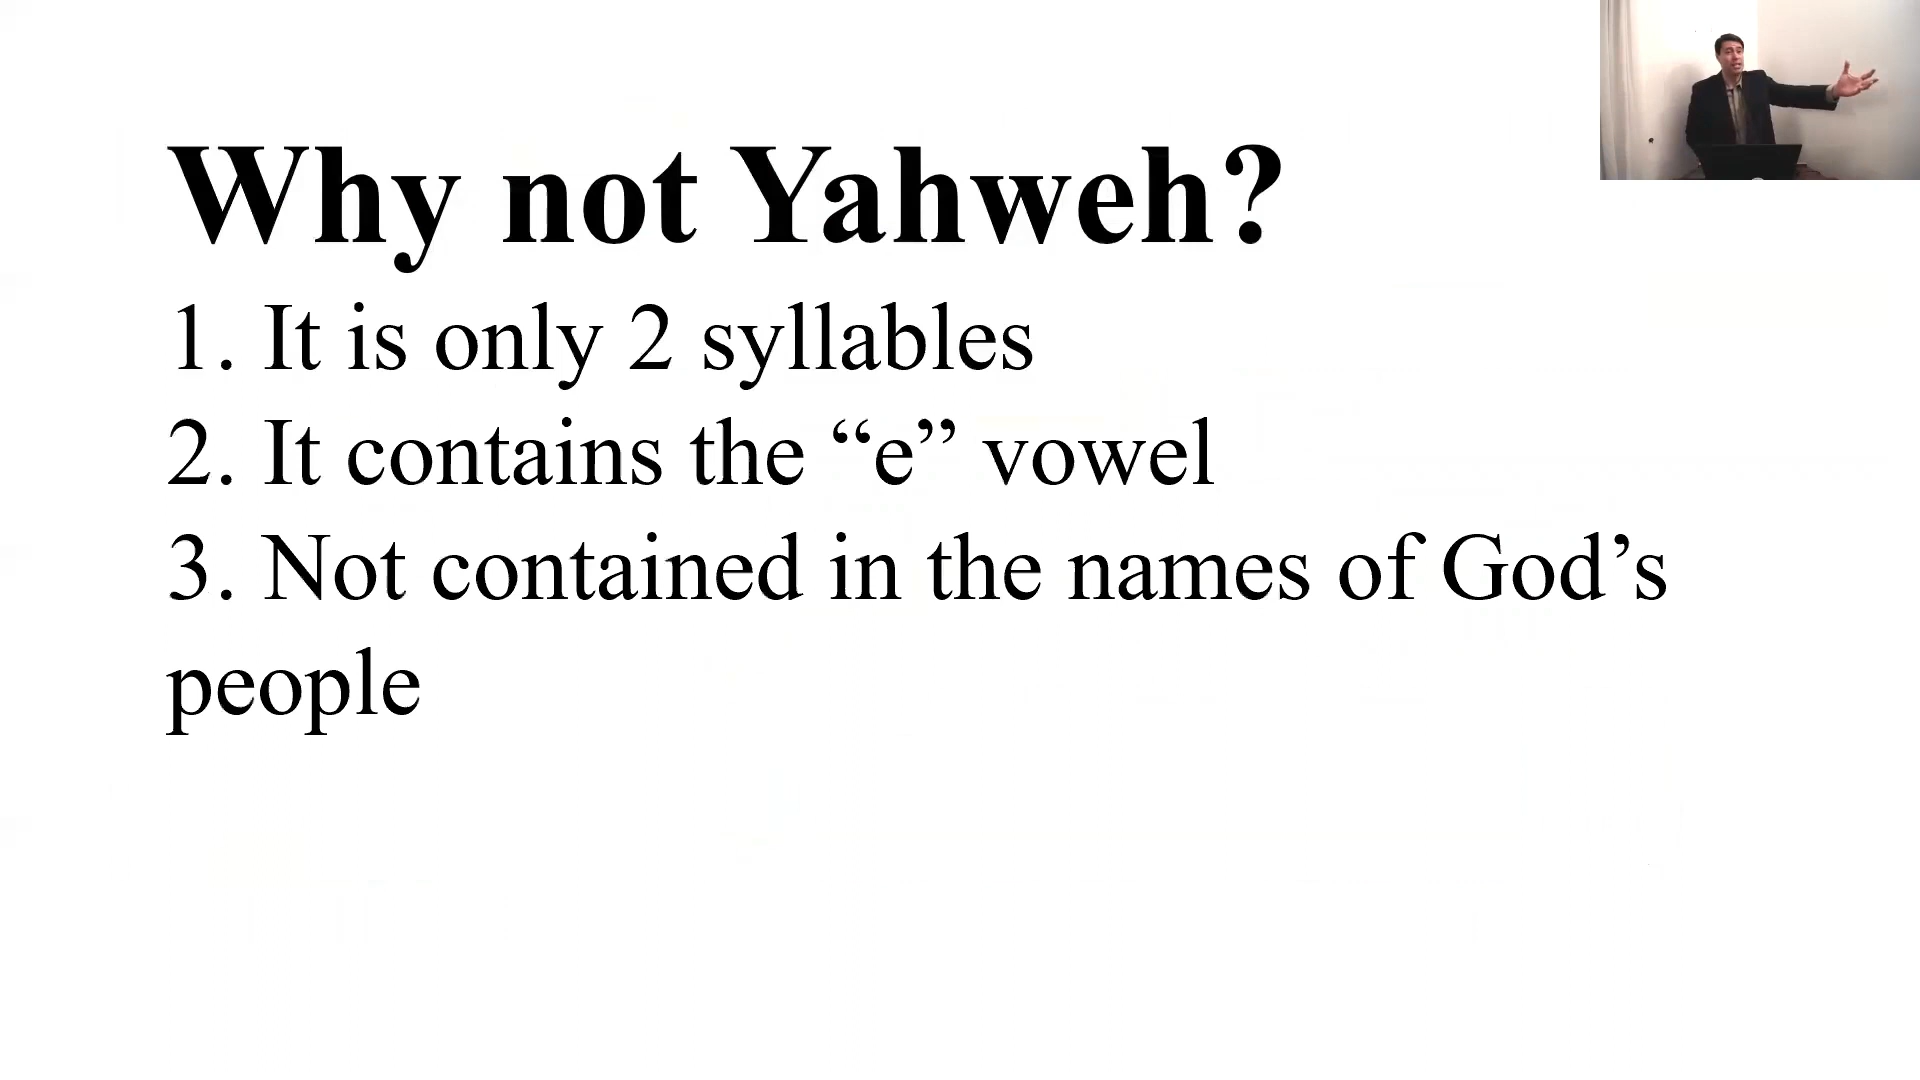 Why not Yahweh?
1. It is only 2 syllables
2. It contains the “e” vowel
3. Not contained in the names of God’s
people